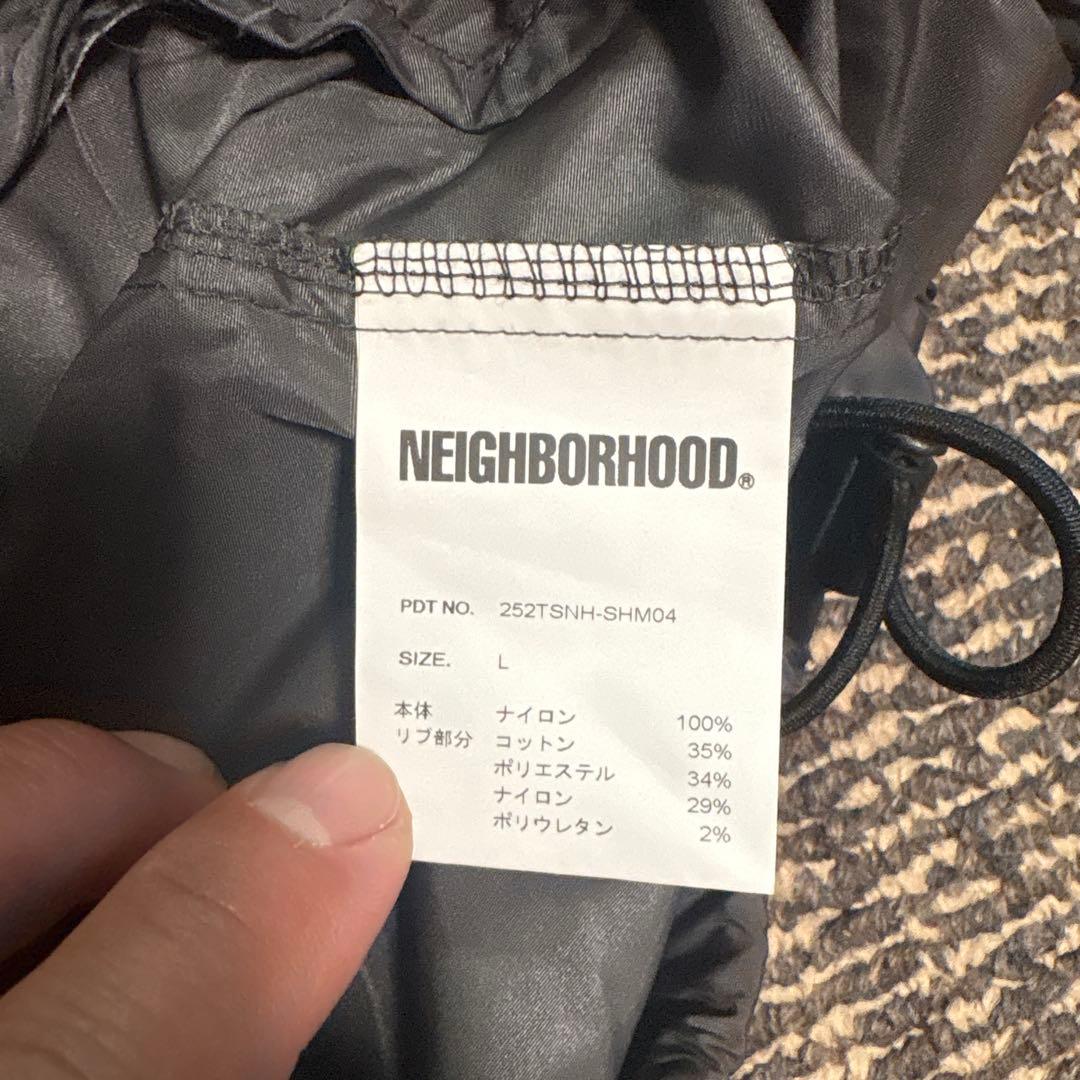 NEIGHBORHOOD®
PDT NO. 252TSNH-SHM04
SIZE. L
本体 ナイロン 100%
リブ部分 コットン 35%
ポリエステル 34%
ナイロン 29%
ポリウレタン 2%